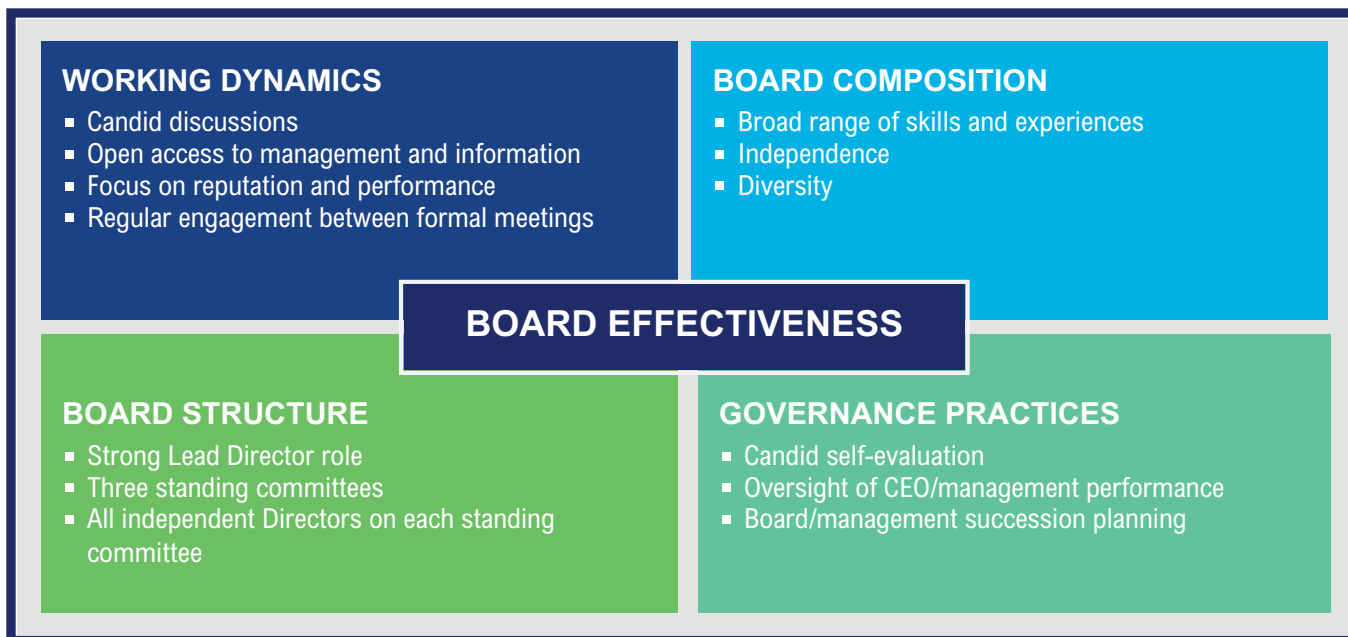 WORKING DYNAMICS
▪ Candid discussions
▪ Open access to management and information
▪ Focus on reputation and performance
▪ Regular engagement between formal meetings
BOARD COMPOSITION
▪ Broad range of skills and experiences
▪ Independence
▪ Diversity
BOARD EFFECTIVENESS
BOARD STRUCTURE
▪ Strong Lead Director role
▪ Three standing committees
▪ All independent Directors on each standing
committee
GOVERNANCE PRACTICES
▪ Candid self-evaluation
▪ Oversight of CEO/management performance
▪ Board/management succession planning